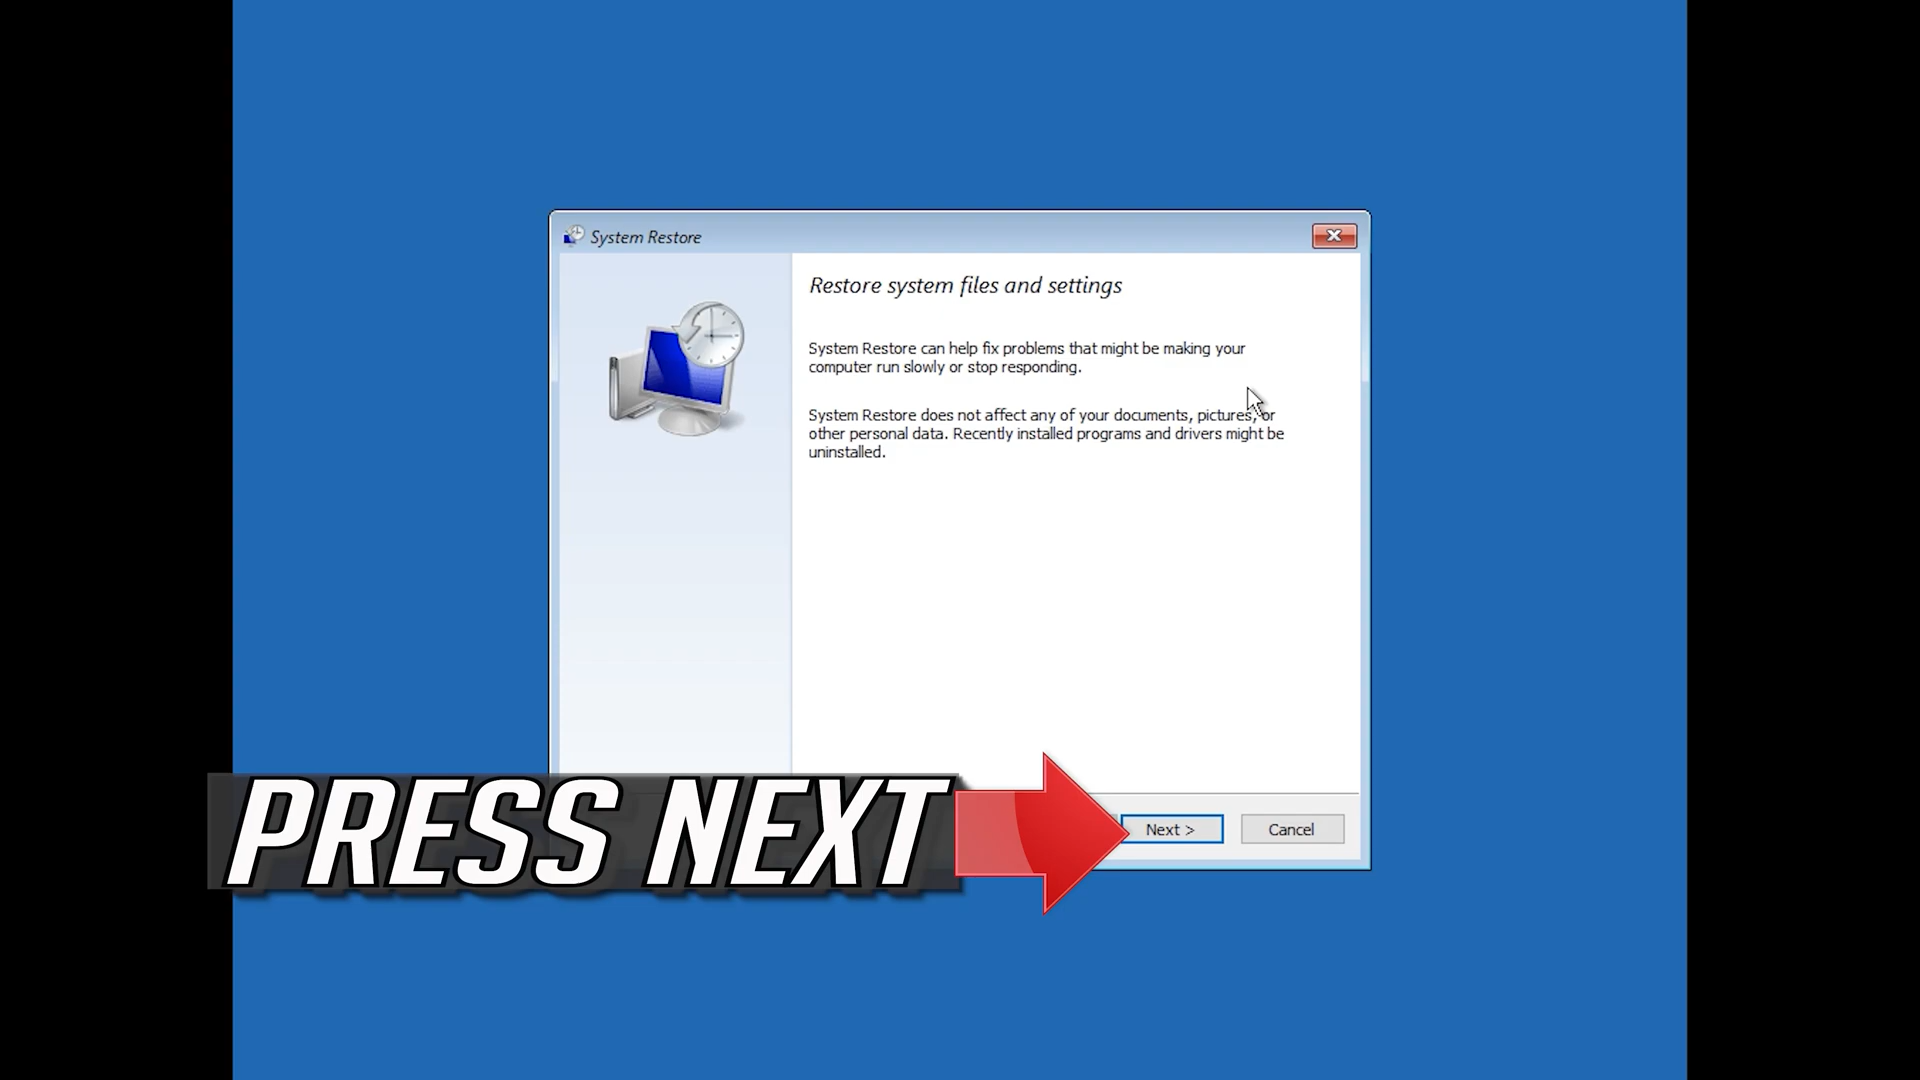 System Restore
Restore system files and settings
System Restore can help fix problems that might be making your
computer run slowly or stop responding.
System Restore does not affect any of your documents, pictures, or
other personal data. Recently installed programs and drivers might be
uninstalled.
PRESS NEXT
Next >
Cancel